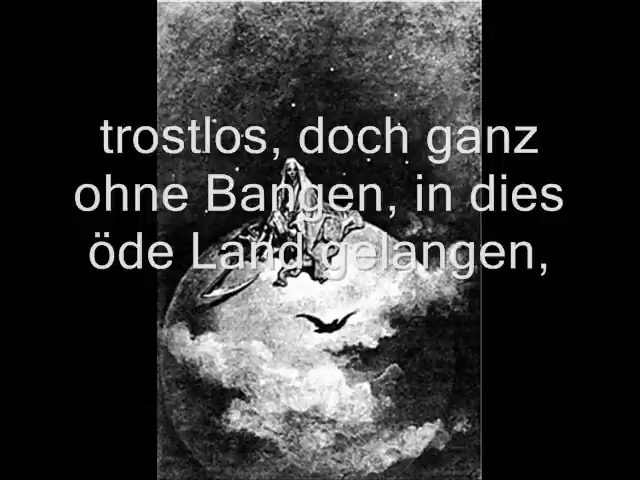 trostlos, doch ganz
ohne Bangen, in dies
öde Land gelangen,